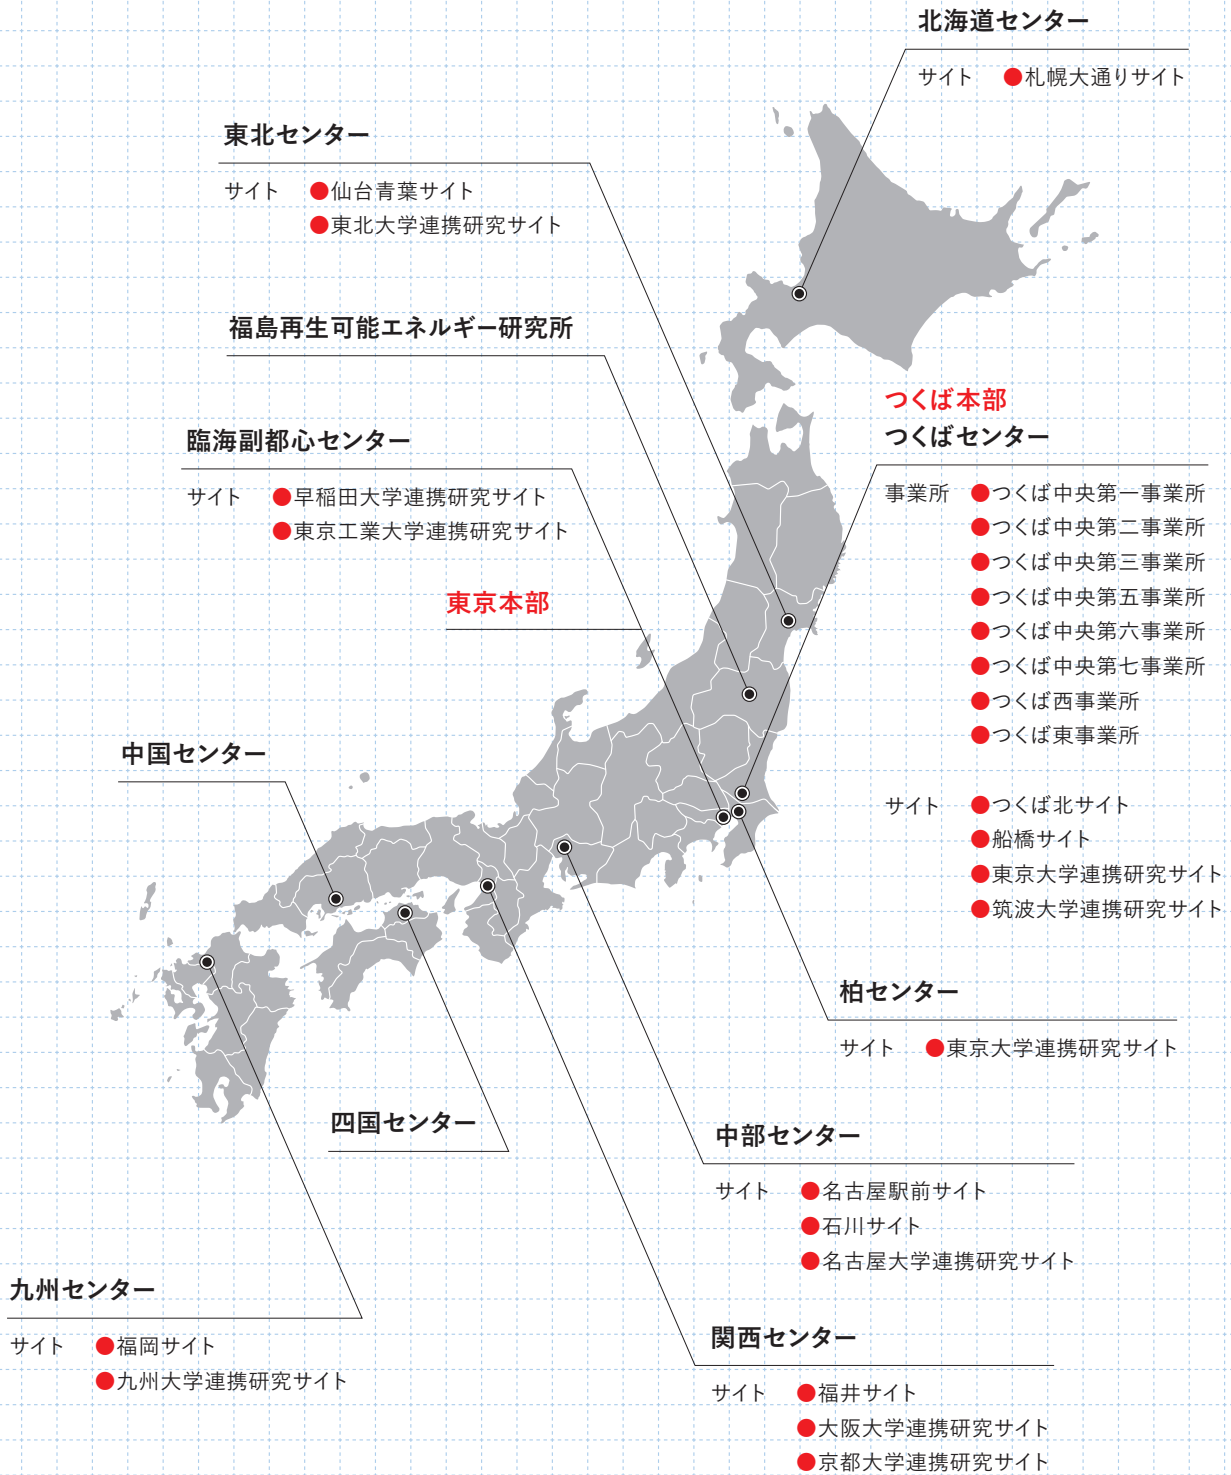 北海道センター
サイト ●札幌大通りサイト
東北センター
サイト ●仙台青葉サイト
●東北大学連携研究サイト
福島再生可能エネルギー研究所
臨海副都心センター
サイト ●早稲田大学連携研究サイト
●東京工業大学連携研究サイト
東京本部
つくば本部
つくばセンター
事業所 ●つくば中央第一事業所
●つくば中央第二事業所
●つくば中央第三事業所
●つくば中央第五事業所
●つくば中央第六事業所
●つくば中央第七事業所
●つくば西事業所
●つくば東事業所
サイト ●つくば北サイト
●船橋サイト
●東京大学連携研究サイト
●筑波大学連携研究サイト
中国センター
柏センター
サイト ●東京大学連携研究サイト
四国センター
中部センター
サイト ●名古屋駅前サイト
●石川サイト
●名古屋大学連携研究サイト
九州センター
サイト ●福岡サイト
●九州大学連携研究サイト
関西センター
サイト ●福井サイト
●大阪大学連携研究サイト
●京都大学連携研究サイト